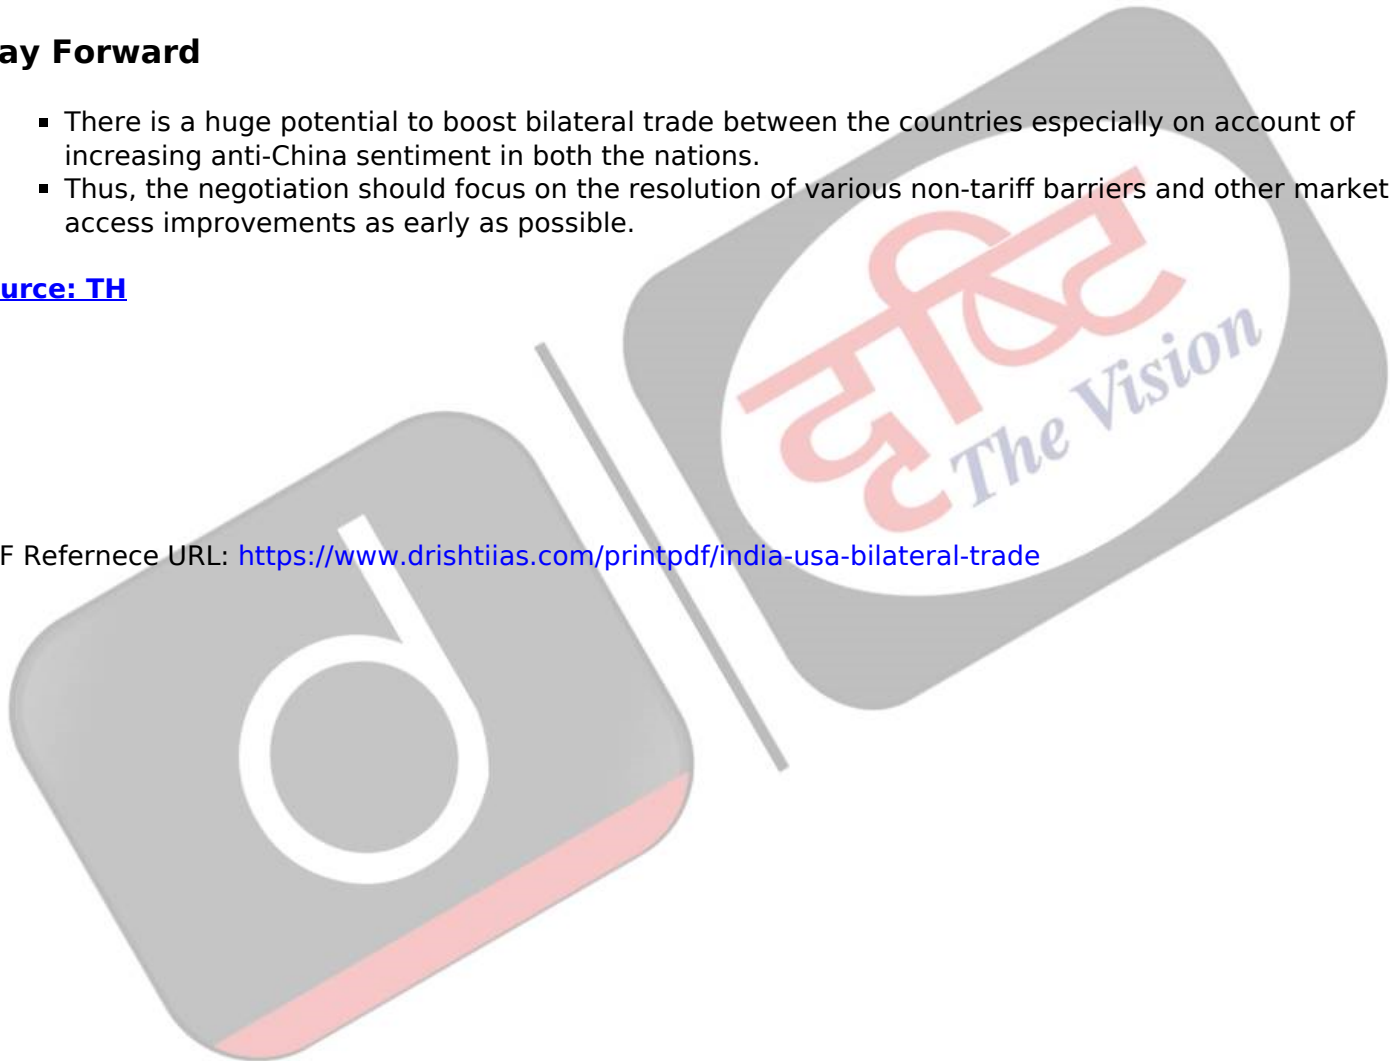 ay Forward
There is a huge potential to boost bilateral trade between the countries especially on account of
increasing anti-China sentiment in both the nations.
Thus, the negotiation should focus on the resolution of various non-tariff barriers and other market
access improvements as early as possible.
urce: TH
दृष्टि
The Vision
d
F Refernece URL: https://www.drishtiias.com/printpdf/india-usa-bilateral-trade